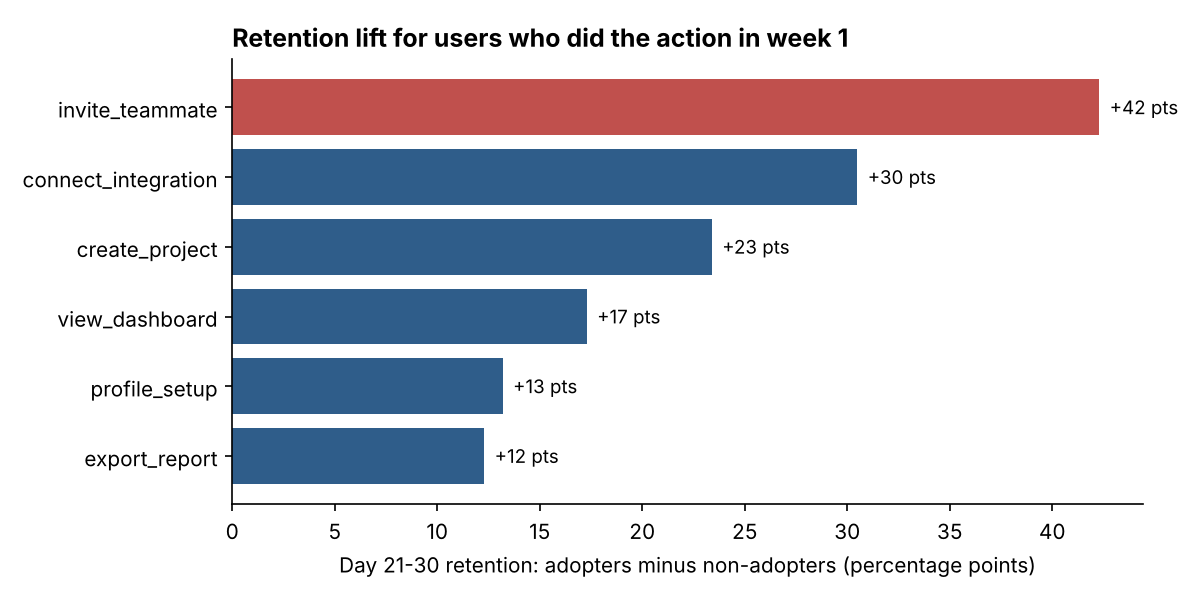 Retention lift for users who did the action in week 1
invite_teammate +42 pts
connect_integration +30 pts
create_project +23 pts
view_dashboard +17 pts
profile_setup +13 pts
export_report +12 pts
0 5 10 15 20 25 30 35 40
Day 21-30 retention: adopters minus non-adopters (percentage points)